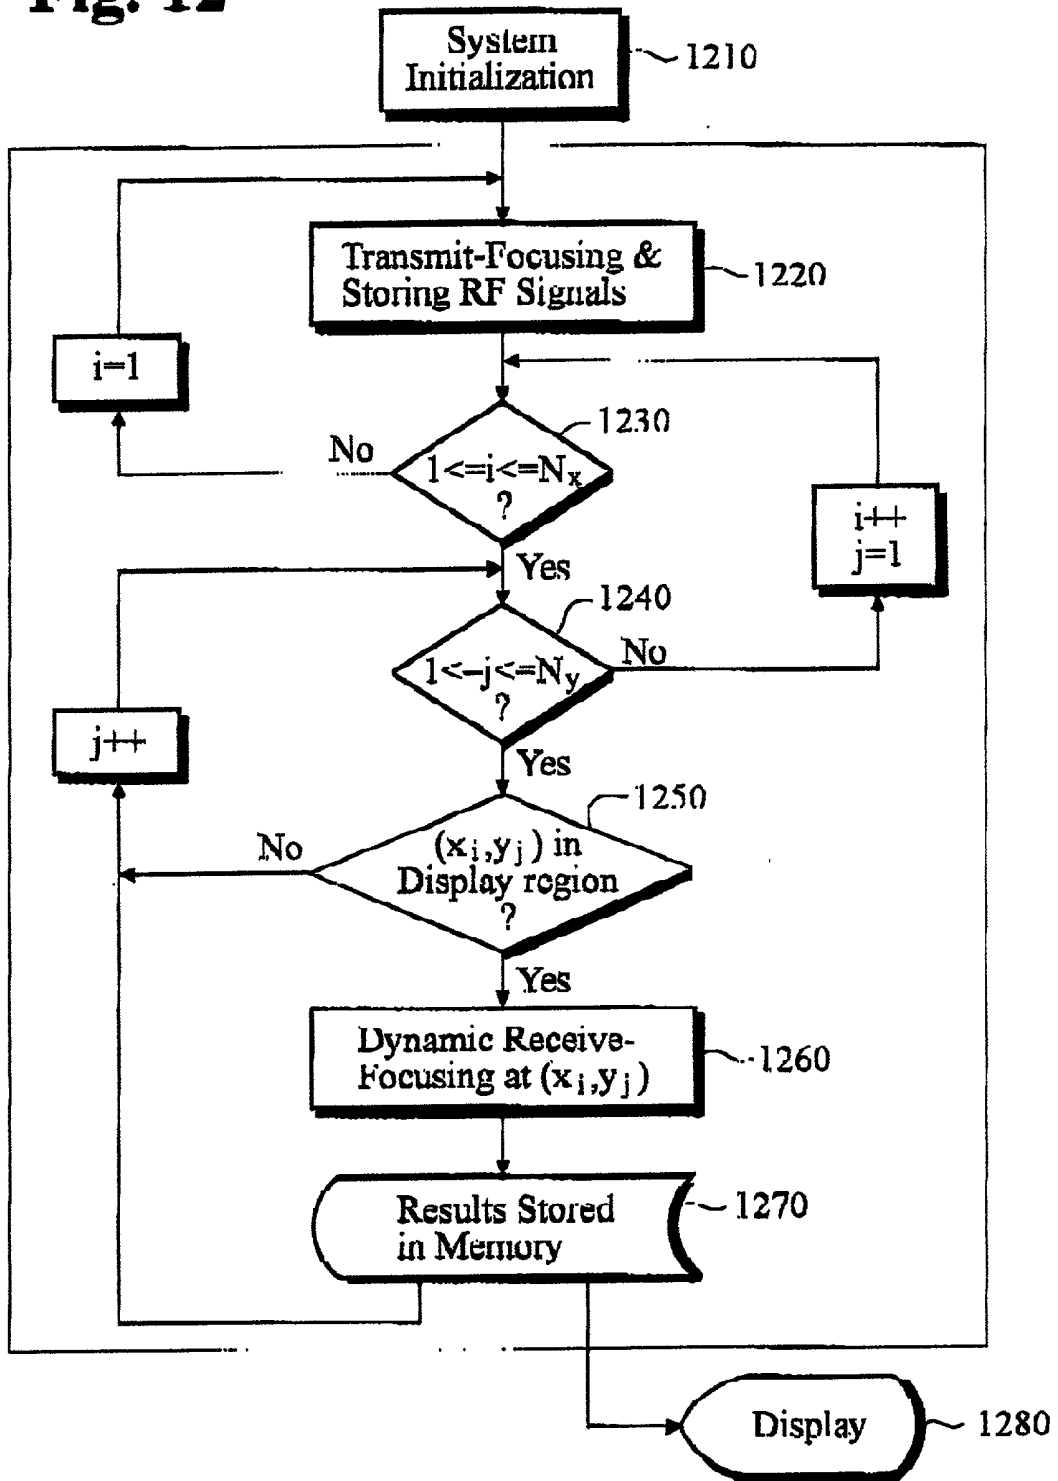 Fig. 12
System
Initialization
1210
Transmit-Focusing &
Storing RF Signals
1220
i=1
1230
No
1<=i<=Nx
?
i++
j=1
Yes
1240
No
1<=j<=Ny
?
j++
Yes
1250
No
(xi,yj) in
Display region
?
Yes
Dynamic Receive-
Focusing at (xi,yj)
1260
Results Stored
in Memory
1270
Display
1280